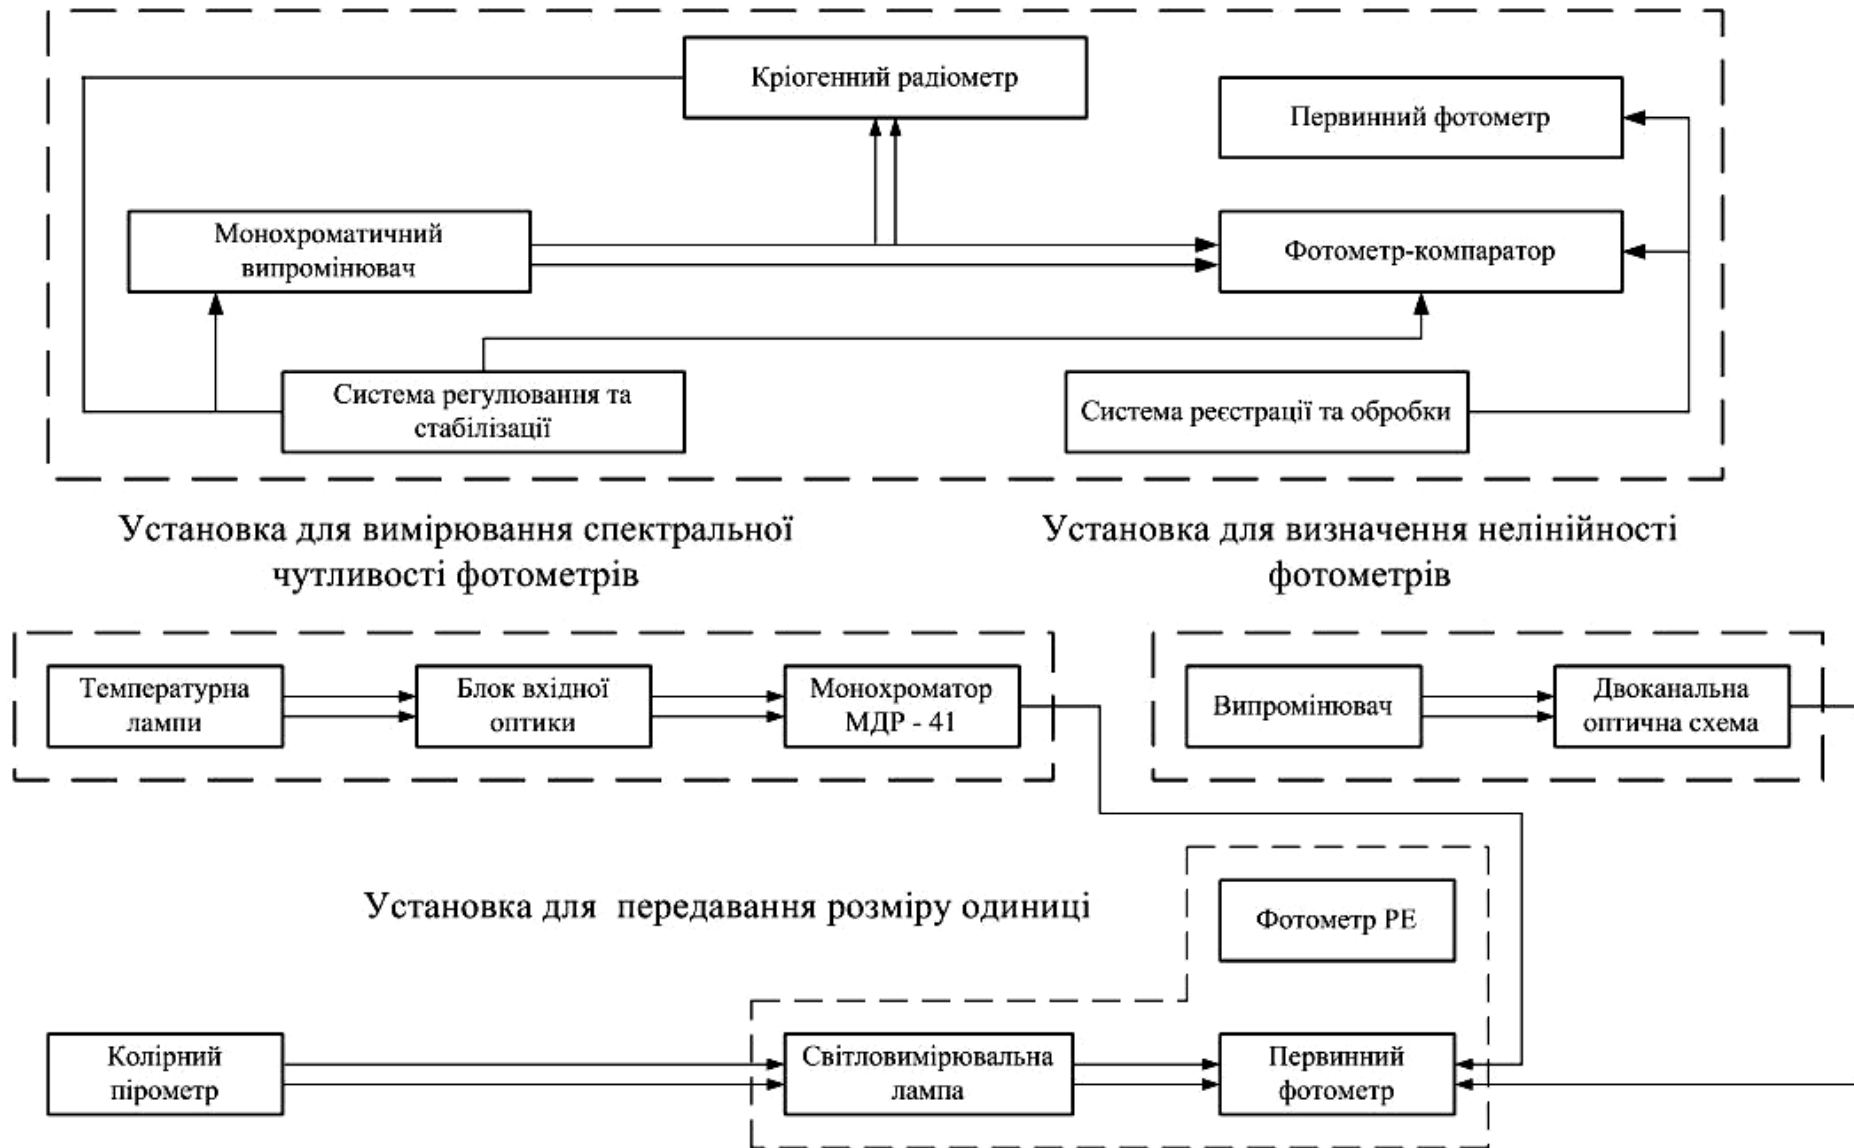 Кріогенний радіометр
Первинний фотометр
Монохроматичний
випромінювач
Фотометр-компаратор
Система регулювання та
стабілізації
Система реєстрації та обробки
Установка для вимірювання спектральної
чутливості фотометрів
Установка для визначення нелінійності
фотометрів
Температурна
лампи
Блок вхідної
оптики
Монохроматор
МДР - 41
Випромінювач
Двоканальна
оптична схема
Установка для передавання розміру одиниці
Фотометр РЕ
Колірний
пірометр
Світловимірювальна
лампа
Первинний
фотометр